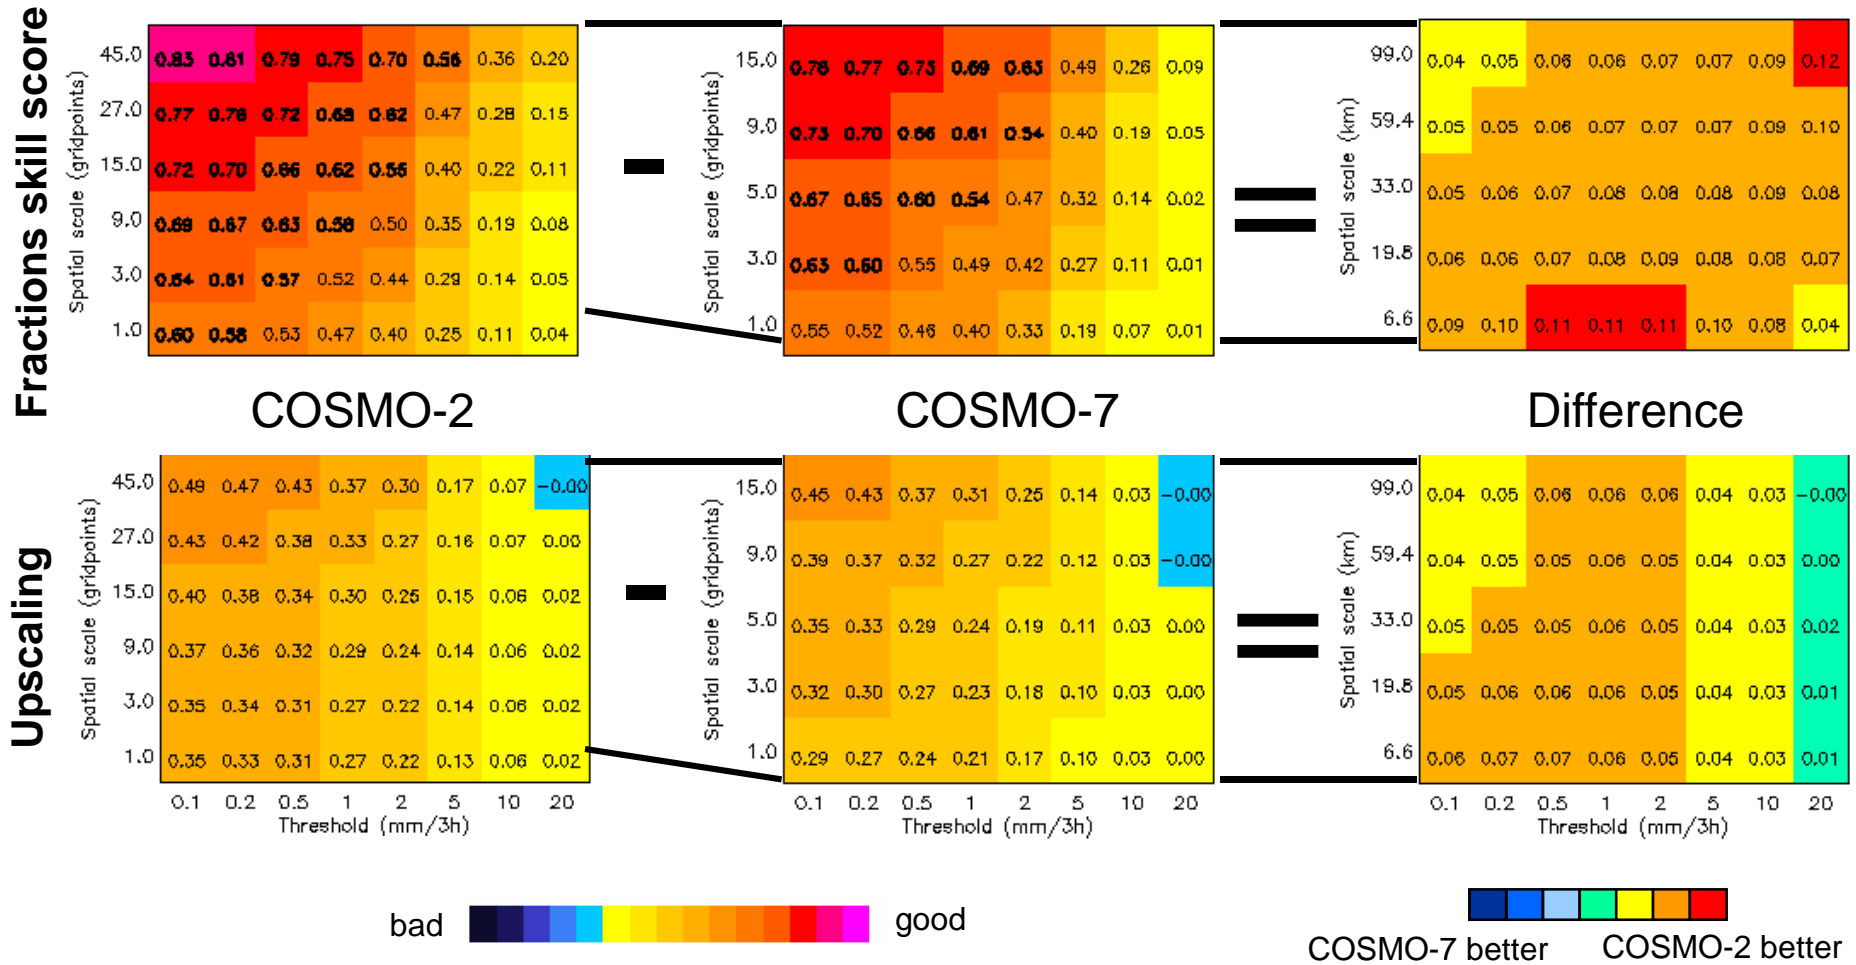 Fractions skill score
Spatial scale (gridpoints)
45.0 0.83 0.81 0.79 0.75 0.70 0.56 0.36 0.20
27.0 0.77 0.76 0.72 0.68 0.62 0.47 0.28 0.15
15.0 0.72 0.70 0.66 0.62 0.55 0.40 0.22 0.11
9.0 0.69 0.67 0.63 0.58 0.50 0.35 0.19 0.08
3.0 0.64 0.61 0.57 0.52 0.44 0.29 0.14 0.05
1.0 0.60 0.58 0.53 0.47 0.40 0.25 0.11 0.04
-
Spatial scale (gridpoints)
15.0 0.78 0.77 0.73 0.69 0.63 0.49 0.26 0.09
9.0 0.73 0.70 0.66 0.61 0.54 0.40 0.19 0.05
5.0 0.67 0.65 0.60 0.54 0.47 0.32 0.14 0.02
3.0 0.63 0.60 0.55 0.49 0.42 0.27 0.11 0.01
1.0 0.55 0.52 0.46 0.40 0.33 0.19 0.07 0.01
=
Spatial scale (km)
99.0 0.04 0.05 0.06 0.06 0.07 0.07 0.09 0.12
59.4 0.05 0.05 0.06 0.07 0.07 0.07 0.09 0.10
33.0 0.05 0.06 0.07 0.08 0.08 0.08 0.09 0.08
19.8 0.06 0.06 0.07 0.08 0.09 0.08 0.08 0.07
6.6 0.09 0.10 0.11 0.11 0.11 0.10 0.08 0.04
COSMO-2 COSMO-7 Difference
Upscaling
Spatial scale (gridpoints)
45.0 0.49 0.47 0.43 0.37 0.30 0.17 0.07 -0.00
27.0 0.43 0.42 0.38 0.33 0.27 0.16 0.07 0.00
15.0 0.40 0.38 0.34 0.30 0.25 0.15 0.06 0.02
9.0 0.37 0.36 0.32 0.29 0.24 0.14 0.06 0.02
3.0 0.35 0.34 0.31 0.27 0.22 0.14 0.06 0.02
1.0 0.35 0.33 0.31 0.27 0.22 0.13 0.06 0.02
0.1 0.2 0.5 1 2 5 10 20
Threshold (mm/3h)
-
Spatial scale (gridpoints)
15.0 0.45 0.43 0.37 0.31 0.25 0.14 0.03 -0.00
9.0 0.39 0.37 0.32 0.27 0.22 0.12 0.03 -0.00
5.0 0.35 0.33 0.29 0.24 0.19 0.11 0.03 0.00
3.0 0.32 0.30 0.27 0.23 0.18 0.10 0.03 0.00
1.0 0.29 0.27 0.24 0.21 0.17 0.10 0.03 0.00
0.1 0.2 0.5 1 2 5 10 20
Threshold (mm/3h)
=
Spatial scale (km)
99.0 0.04 0.05 0.06 0.06 0.06 0.04 0.03 -0.00
59.4 0.04 0.05 0.05 0.06 0.05 0.04 0.03 0.00
33.0 0.05 0.05 0.05 0.06 0.05 0.04 0.03 0.02
19.8 0.05 0.06 0.06 0.06 0.05 0.04 0.03 0.01
6.6 0.06 0.07 0.07 0.06 0.05 0.04 0.03 0.01
0.1 0.2 0.5 1 2 5 10 20
Threshold (mm/3h)
bad good
COSMO-7 better COSMO-2 better